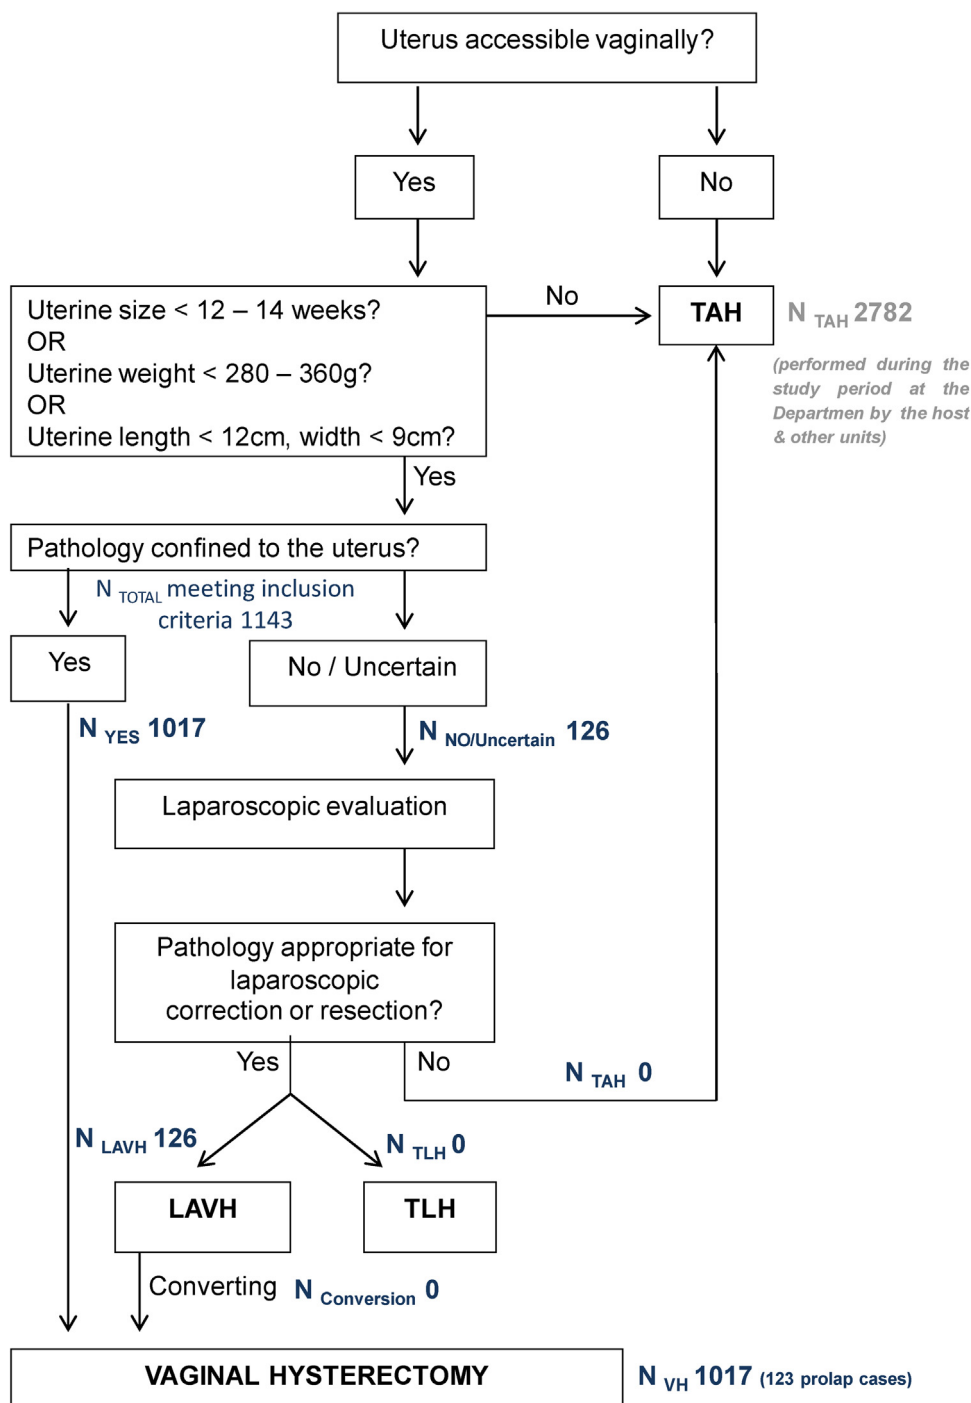 Uterus accessible vaginally?
Yes
No
Uterine size < 12 – 14 weeks?
OR
Uterine weight < 280 – 360g?
OR
Uterine length < 12cm, width < 9cm?
No
TAH
N TAH 2782
(performed during the
study period at the
Departmen by the host
& other units)
Yes
Pathology confined to the uterus?
N TOTAL meeting inclusion
criteria 1143
Yes
No / Uncertain
N YES 1017
N NO/Uncertain 126
Laparoscopic evaluation
Pathology appropriate for
laparoscopic
correction or resection?
Yes
No
N TAH 0
N LAVH 126
N TLH 0
LAVH
TLH
Converting N Conversion 0
VAGINAL HYSTERECTOMY
N VH 1017 (123 prolap cases)